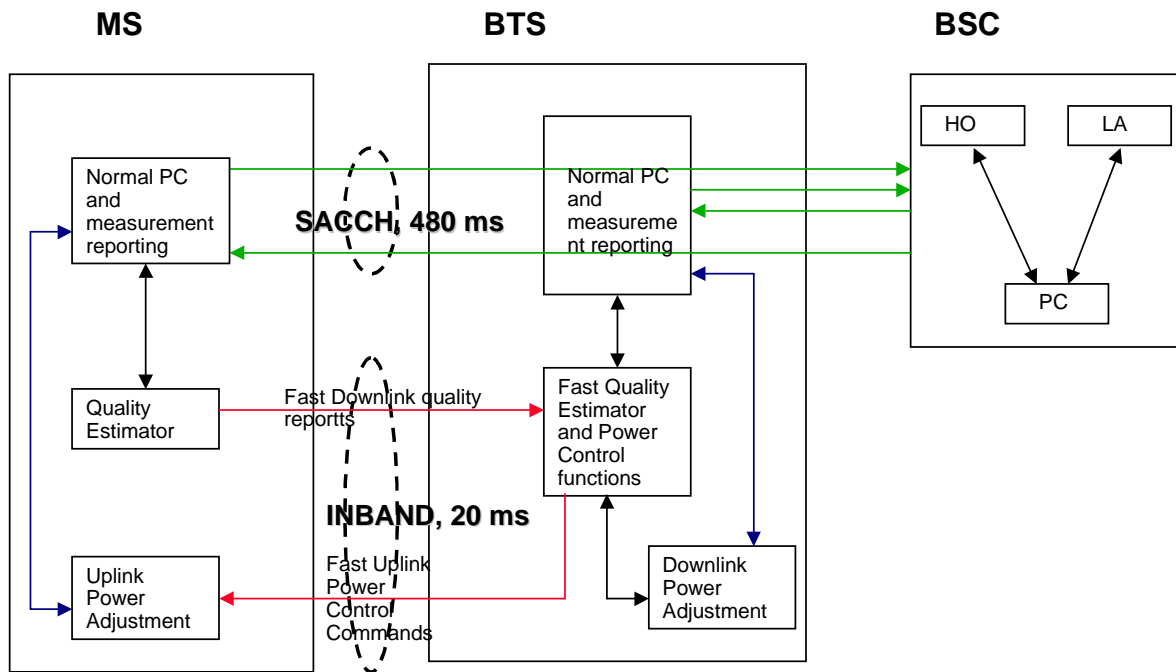 MS
BTS
BSC
HO
LA
Normal PC
and
measurement
reporting
SACCH, 480 ms
Normal PC
and
measureme
nt reporting
PC
Quality
Estimator
Fast Downlink quality
reportts
Fast Quality
Estimator
and Power
Control
functions
INBAND, 20 ms
Uplink
Power
Adjustment
Fast Uplink
Power
Control
Commands
Downlink
Power
Adjustment